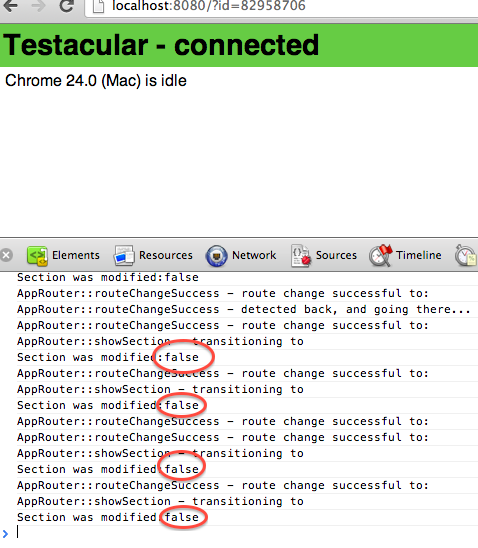 localhost:8080/?id=82958706
Testacular - connected
Chrome 24.0 (Mac) is idle
Elements Resources Network Sources Timeline
Section was modified:false
AppRouter::routeChangeSuccess - route change successful to:
AppRouter::routeChangeSuccess - detected back, and going there...
AppRouter::routeChangeSuccess - route change successful to:
AppRouter::showSection - transitioning to
Section was modified:false
AppRouter::routeChangeSuccess - route change successful to:
AppRouter::showSection - transitioning to
Section was modified:false
AppRouter::routeChangeSuccess - route change successful to:
AppRouter::routeChangeSuccess - route change successful to:
AppRouter::showSection - transitioning to
Section was modified:false
AppRouter::routeChangeSuccess - route change successful to:
AppRouter::showSection - transitioning to
Section was modified:false